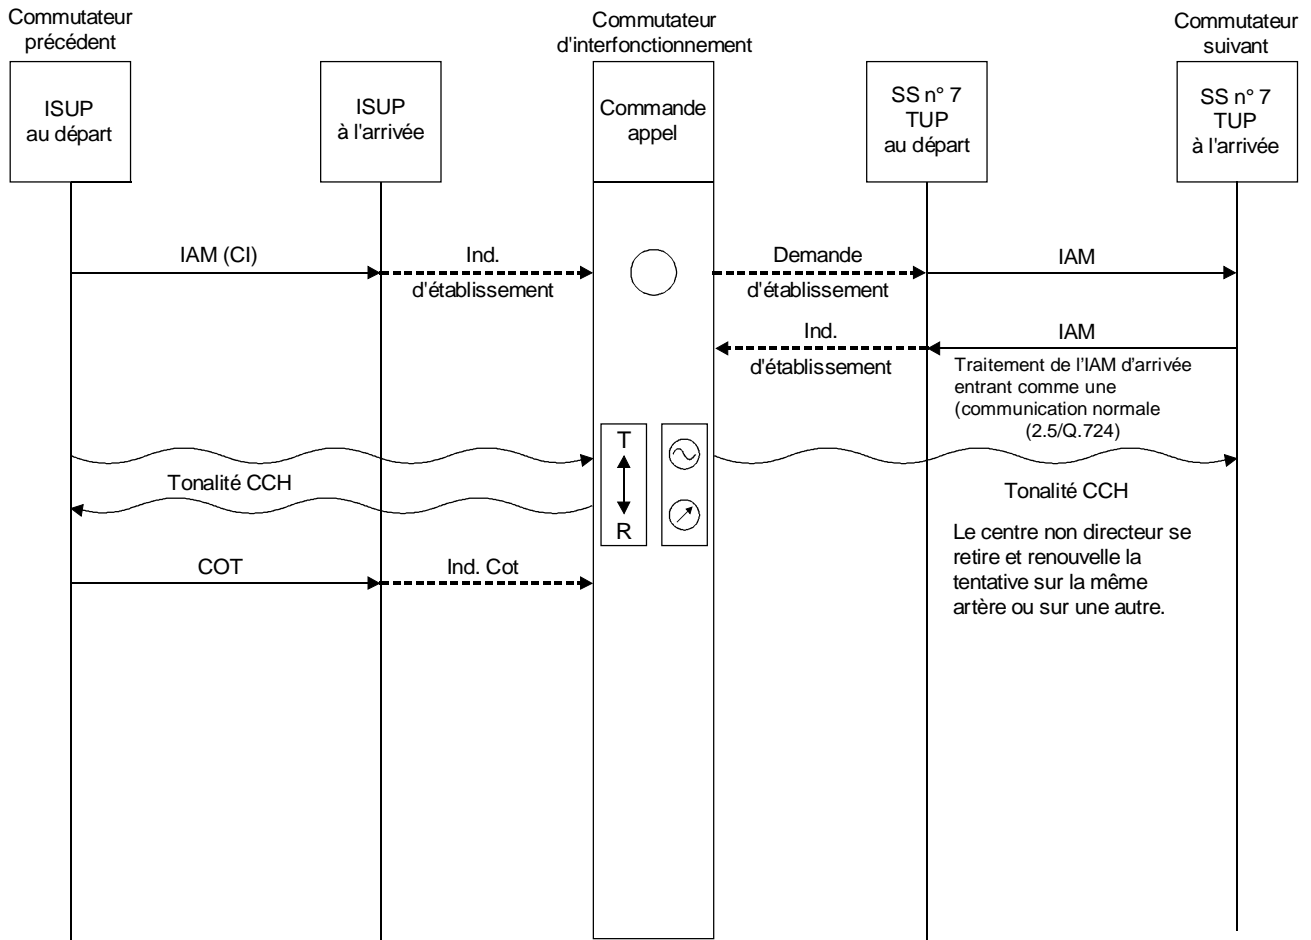 Commutateur
précédent
Commutateur
d'interfonctionnement
Commutateur
suivant
ISUP
au départ
ISUP
à l'arrivée
Commande
appel
SS n° 7
TUP
au départ
SS n° 7
TUP
à l'arrivée
IAM (CI)
Ind.
d'établissement
Demande
d'établissement
IAM
Ind.
d'établissement
IAM
Traitement de l'IAM d'arrivée
entrant comme une
(communication normale
(2.5/Q.724)
T
R
Tonalité CCH
Tonalité CCH
Le centre non directeur se
retire et renouvelle la
tentative sur la même
artère ou sur une autre.
COT
Ind. Cot